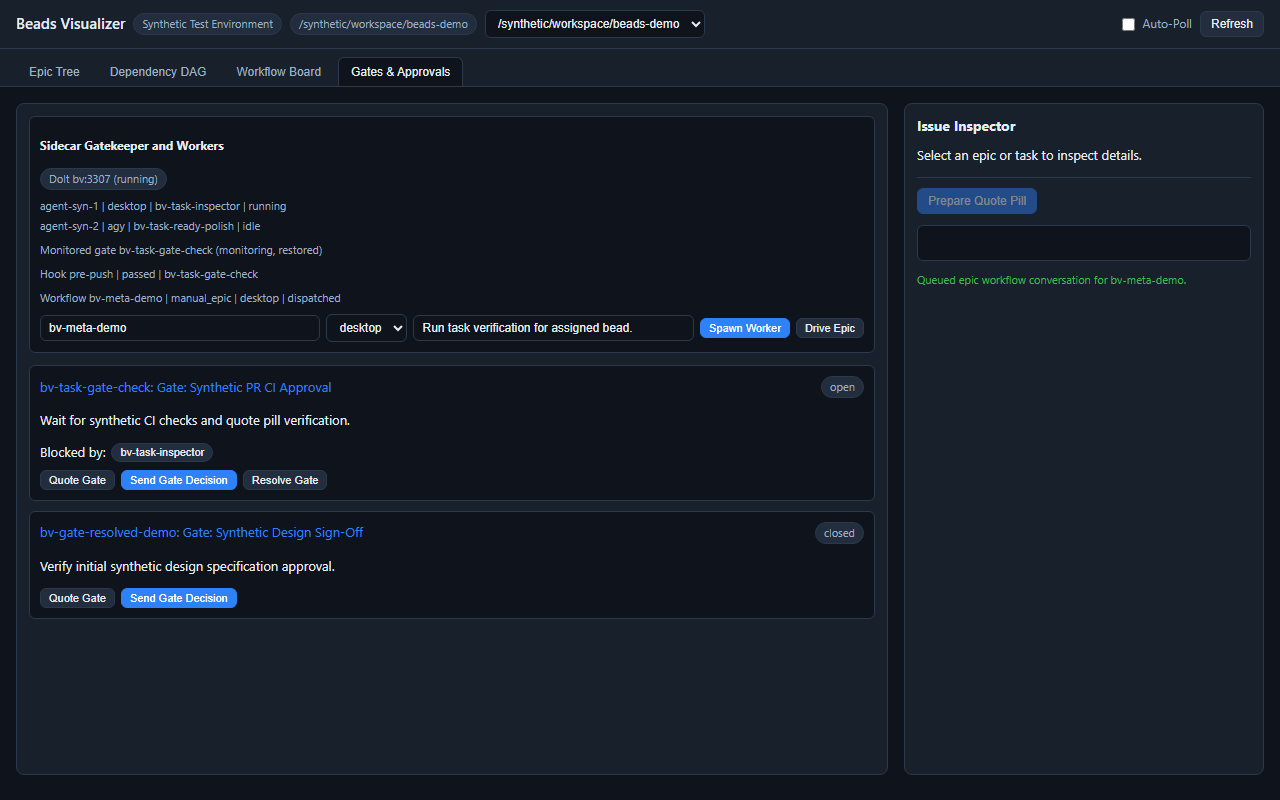 Beads Visualizer Synthetic Test Environment /synthetic/workspace/beads-demo /synthetic/workspace/beads-demo Auto-Poll Refresh
Epic Tree Dependency DAG Workflow Board Gates & Approvals
Sidecar Gatekeeper and Workers
Dolt bv:3307 (running)
agent-syn-1 | desktop | bv-task-inspector | running
agent-syn-2 | agy | bv-task-ready-polish | idle
Monitored gate bv-task-gate-check (monitoring, restored)
Hook pre-push | passed | bv-task-gate-check
Workflow bv-meta-demo | manual_epic | desktop | dispatched
bv-meta-demo desktop Run task verification for assigned bead. Spawn Worker Drive Epic
bv-task-gate-check: Gate: Synthetic PR CI Approval open
Wait for synthetic CI checks and quote pill verification.
Blocked by: bv-task-inspector
Quote Gate Send Gate Decision Resolve Gate
bv-gate-resolved-demo: Gate: Synthetic Design Sign-Off closed
Verify initial synthetic design specification approval.
Quote Gate Send Gate Decision
Issue Inspector
Select an epic or task to inspect details.
Prepare Quote Pill
Queued epic workflow conversation for bv-meta-demo.